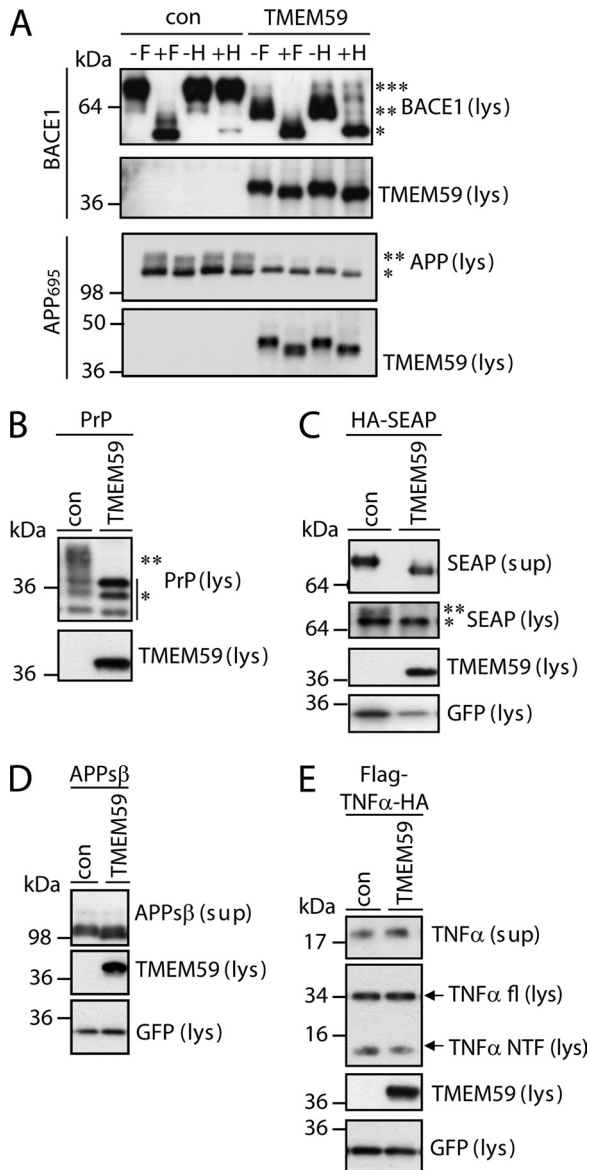 A
con TMEM59
-F +F -H +H -F +F -H +H
kDa
BACE1
64
***
** BACE1 (lys)
*
36
TMEM59 (lys)
APP695
** APP (lys)
*
98
50
36
TMEM59 (lys)
B
PrP
con TMEM59
kDa
36
**
PrP (lys)
*
36
TMEM59 (lys)
C
HA-SEAP
con TMEM59
kDa
64
SEAP (sup)
64
**
* SEAP (lys)
36
TMEM59 (lys)
36
GFP (lys)
D
APPsβ
con TMEM59
kDa
98
APPsβ (sup)
36
TMEM59 (lys)
36
GFP (lys)
E
Flag-
TNFα-HA
con TMEM59
kDa
17
TNFα (sup)
34
TNFα fl (lys)
16
TNFα NTF (lys)
36
TMEM59 (lys)
36
GFP (lys)